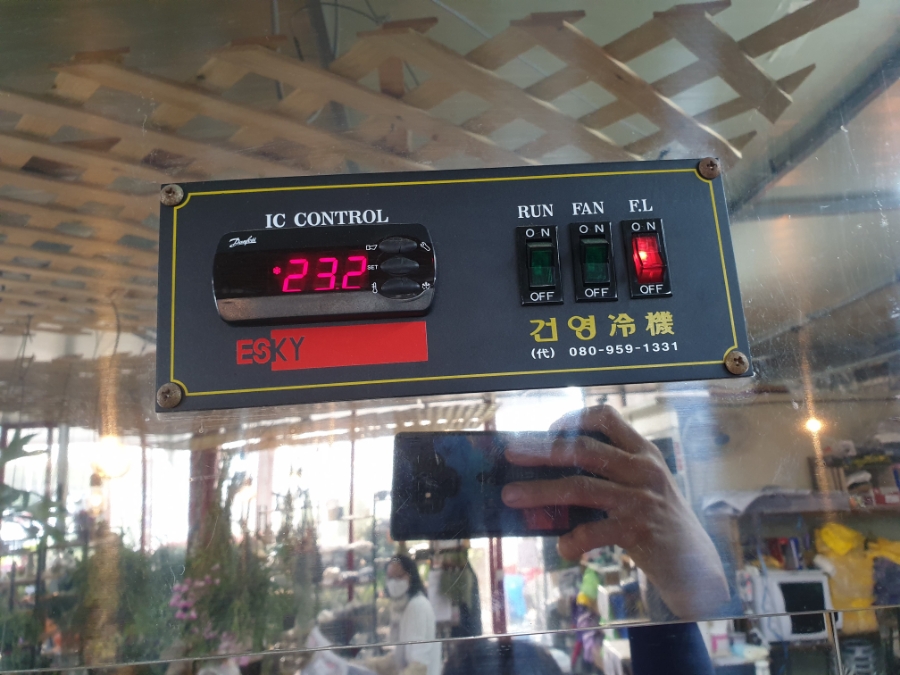 IC CONTROL
Danfoss
23.2
SET
ESKY
RUN FAN F.L
ON ON ON
OFF OFF OFF
건영冷機
(代) 080-959-1331